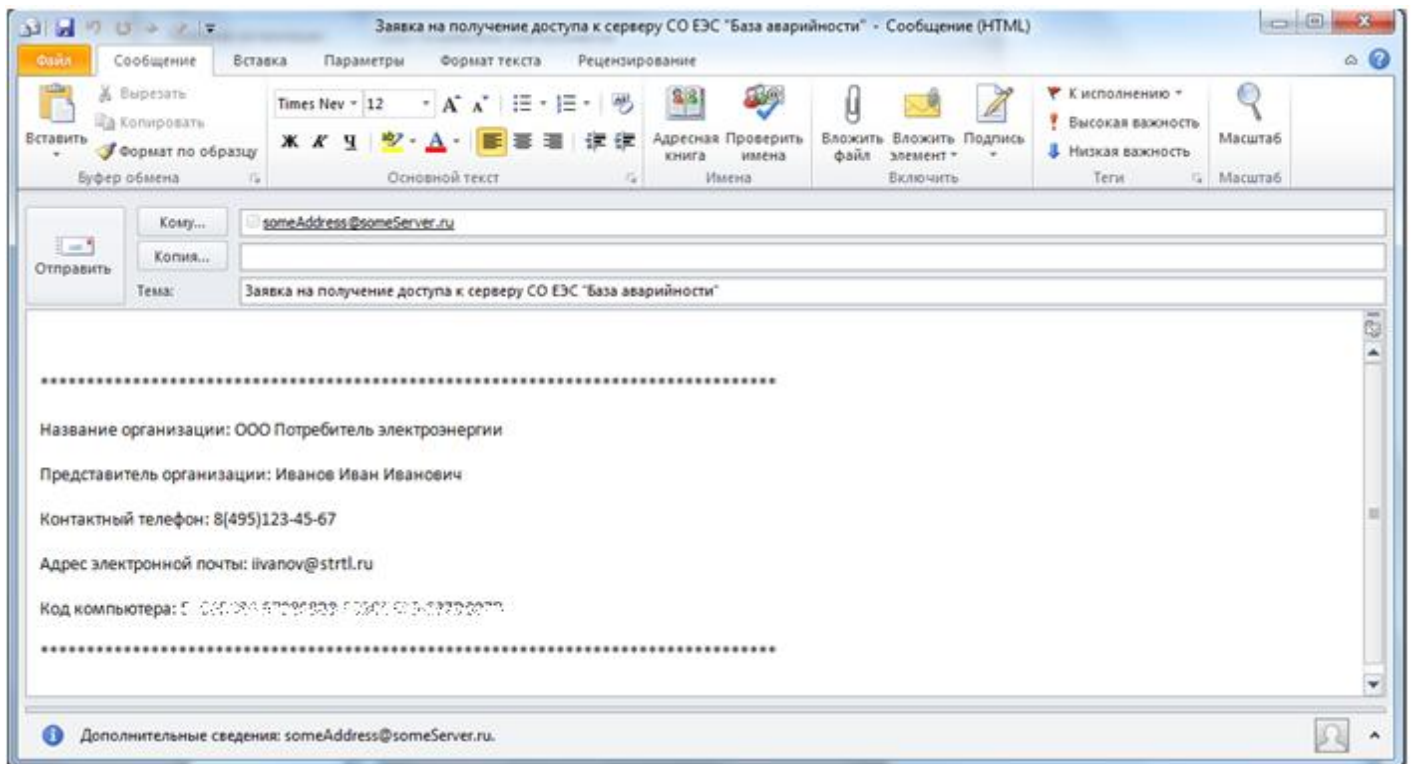 Заявка на получение доступа к серверу СО ЕЭС "База аварийности" - Сообщение (HTML)
Файл Сообщение Вставка Параметры Формат текста Рецензирование
Вставить
Вырезать
Копировать
Формат по образцу
Буфер обмена
Times Nev 12
Ж К Ч
Основной текст
Адресная книга
Проверить имена
Имена
Вложить файл
Вложить элемент
Подпись
Включить
К исполнению
Высокая важность
Низкая важность
Теги
Масштаб
Масштаб
Отправить
Кому... someAddress@someServer.ru
Копия...
Тема: Заявка на получение доступа к серверу СО ЕЭС "База аварийности"
Название организации: ООО Потребитель электроэнергии
Представитель организации: Иванов Иван Иванович
Контактный телефон: 8(495)123-45-67
Адрес электронной почты: iivanov@strtl.ru
Код компьютера:
Дополнительные сведения: someAddress@someServer.ru.